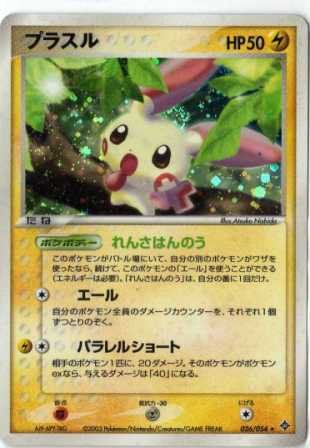 プラスル HP50
Illus.Atsuko Nishida
たね
ポケボディー れんさはんのう
このポケモンがバトル場にいて、自分の別のポケモンがワザを
使ったなら、続けて、このポケモンの「エール」を使うことができる
(エネルギーは必要)。「れんさはんのう」は、自分の番に1回だけ。
エール
自分のポケモン全員のダメージカウンターを、それぞれ1個
ずつとりのぞく。
パラレルショート
相手のポケモン1匹に、20ダメージ。そのポケモンがポケモン
exなら、与えるダメージは「40」になる。
弱点 抵抗力 -30 にげる
©2003 Pokémon/Nintendo/Creatures/GAME FREAK 026/054 ★